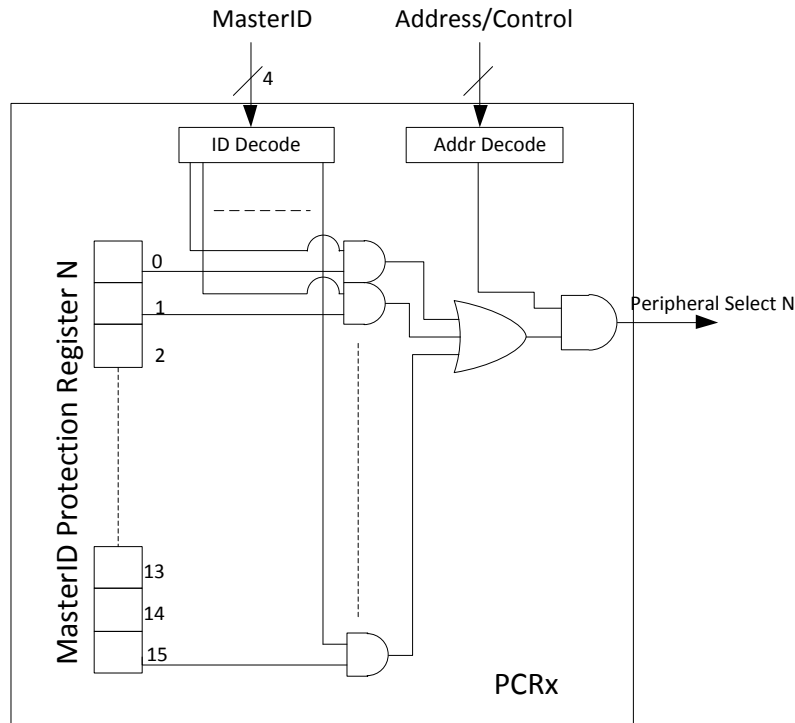 MasterID
Address/Control
4
ID Decode
Addr Decode
MasterID Protection Register N
0
1
2
13
14
15
Peripheral Select N
PCRx